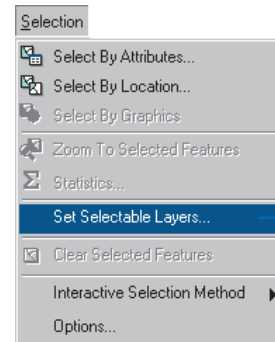 Selection
Select By Attributes...
Select By Location...
Select By Graphics
Zoom To Selected Features
Statistics...
Set Selectable Layers...
Clear Selected Features
Interactive Selection Method
Options...